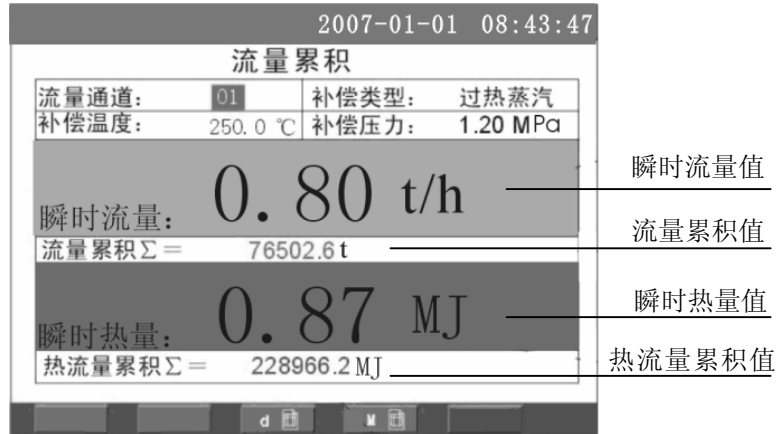 2007-01-01 08:43:47
流量累积
流量通道: 01 补偿类型: 过热蒸汽
补偿温度: 250.0 ℃ 补偿压力: 1.20 MPa
瞬时流量: 0.80 t/h
瞬时流量值
流量累积Σ= 76502.6 t
流量累积值
瞬时热量: 0.87 MJ
瞬时热量值
热流量累积Σ= 228966.2 MJ
热流量累积值
d M